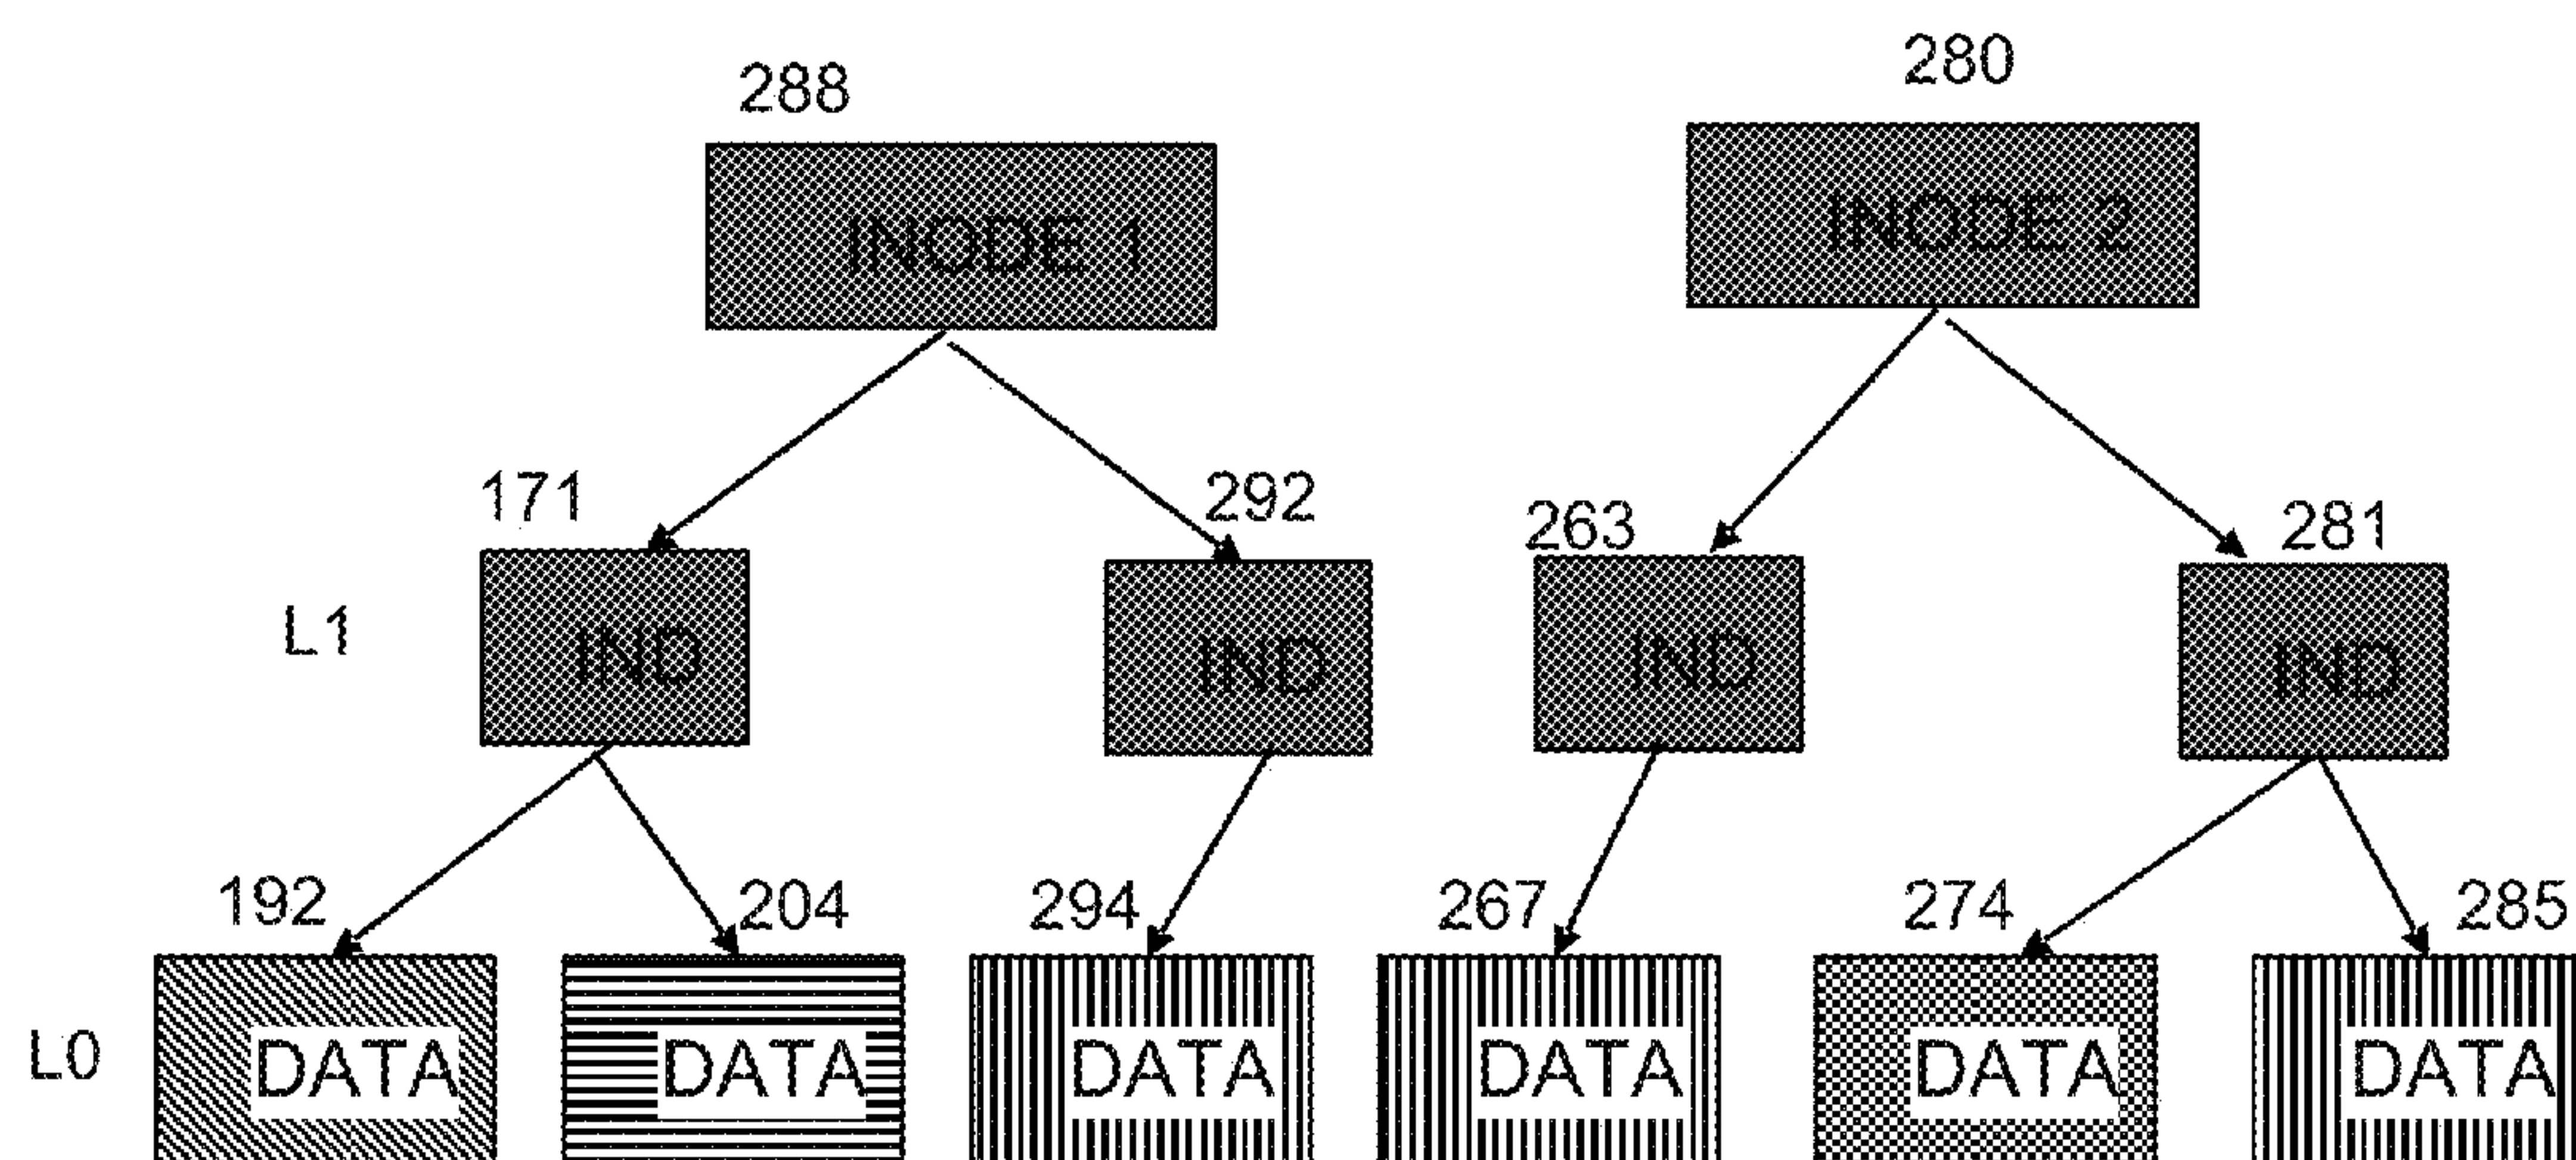 288
280
INODE 1
INODE 2
171
292
263
281
L1
IND
IND
IND
IND
192
204
294
267
274
285
L0
DATA
DATA
DATA
DATA
DATA
DATA